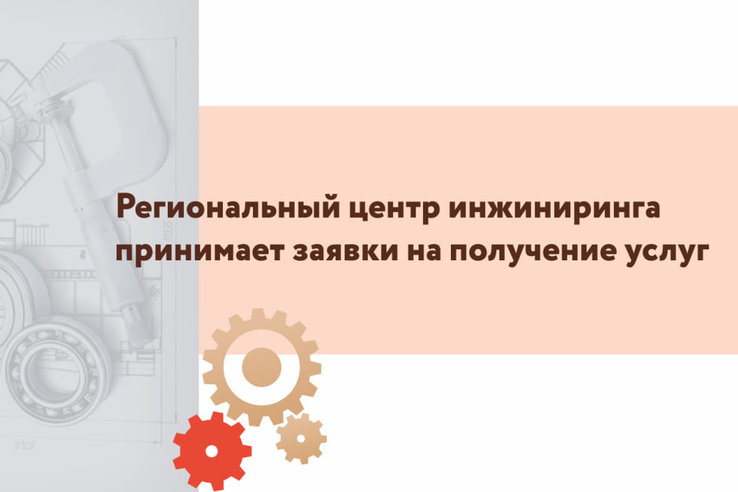 Региональный центр инжиниринга
принимает заявки на получение услуг